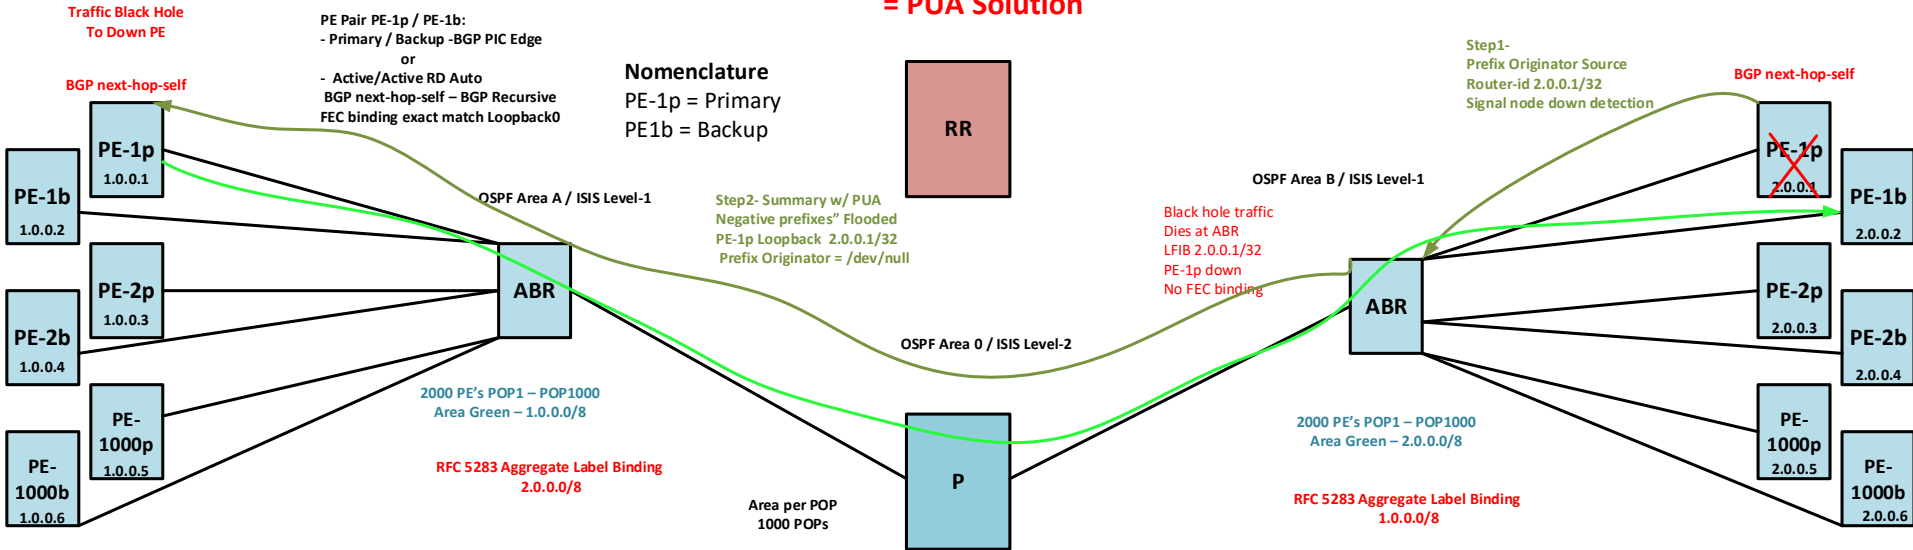 = PUA Solution
Traffic Black Hole
To Down PE
BGP next-hop-self
PE Pair PE-1p / PE-1b:
- Primary / Backup -BGP PIC Edge
or
- Active/Active RD Auto
BGP next-hop-self – BGP Recursive
FEC binding exact match Loopback0
Nomenclature
PE-1p = Primary
PE1b = Backup
RR
Step1-
Prefix Originator Source
Router-id 2.0.0.1/32
Signal node down detection
BGP next-hop-self
PE-1p
1.0.0.1
PE-1b
1.0.0.2
PE-2p
1.0.0.3
PE-2b
1.0.0.4
PE-
1000p
1.0.0.5
PE-
1000b
1.0.0.6
OSPF Area A / ISIS Level-1
ABR
Step2- Summary w/ PUA
Negative prefixes” Flooded
PE-1p Loopback 2.0.0.1/32
Prefix Originator = /dev/null
OSPF Area 0 / ISIS Level-2
2000 PE’s POP1 – POP1000
Area Green – 1.0.0.0/8
RFC 5283 Aggregate Label Binding
2.0.0.0/8
Area per POP
1000 POPs
P
OSPF Area B / ISIS Level-1
Black hole traffic
Dies at ABR
LFIB 2.0.0.1/32
PE-1p down
No FEC binding
ABR
2000 PE’s POP1 – POP1000
Area Green – 2.0.0.0/8
RFC 5283 Aggregate Label Binding
1.0.0.0/8
PE-1p
2.0.0.1
PE-1b
2.0.0.2
PE-2p
2.0.0.3
PE-2b
2.0.0.4
PE-
1000p
2.0.0.5
PE-
1000b
2.0.0.6